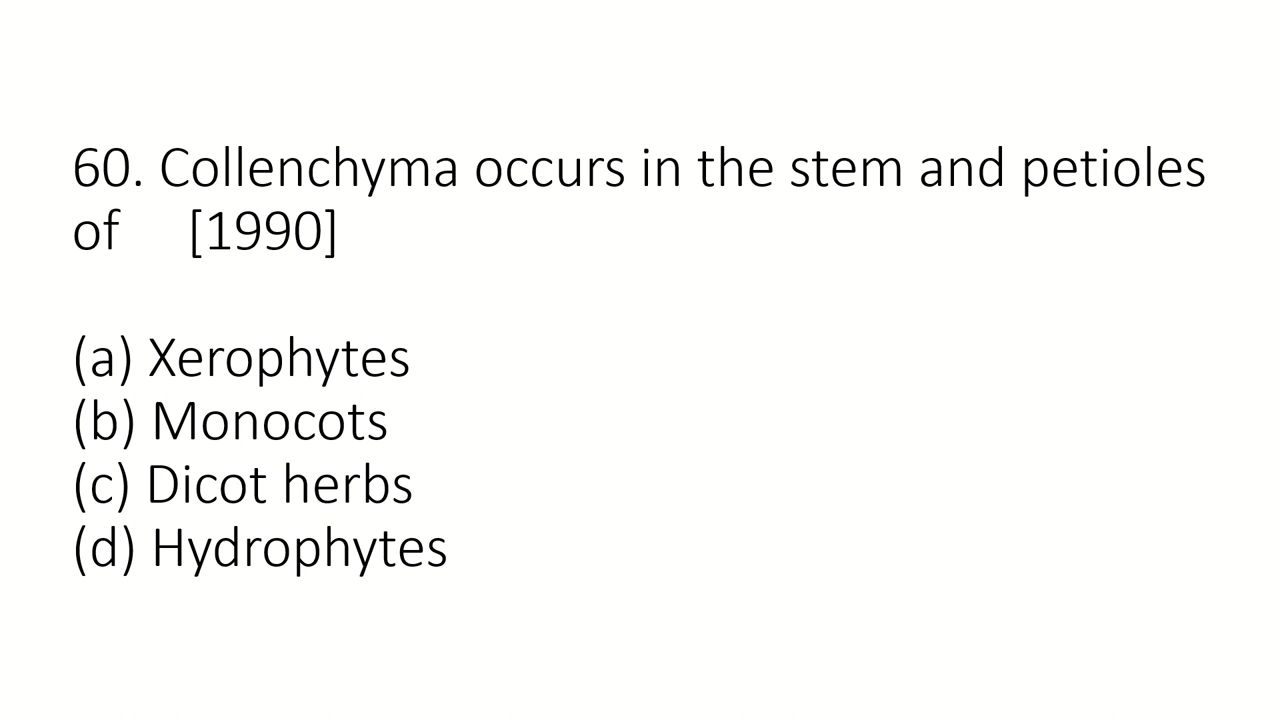 60. Collenchyma occurs in the stem and petioles
of [1990]
(a) Xerophytes
(b) Monocots
(c) Dicot herbs
(d) Hydrophytes